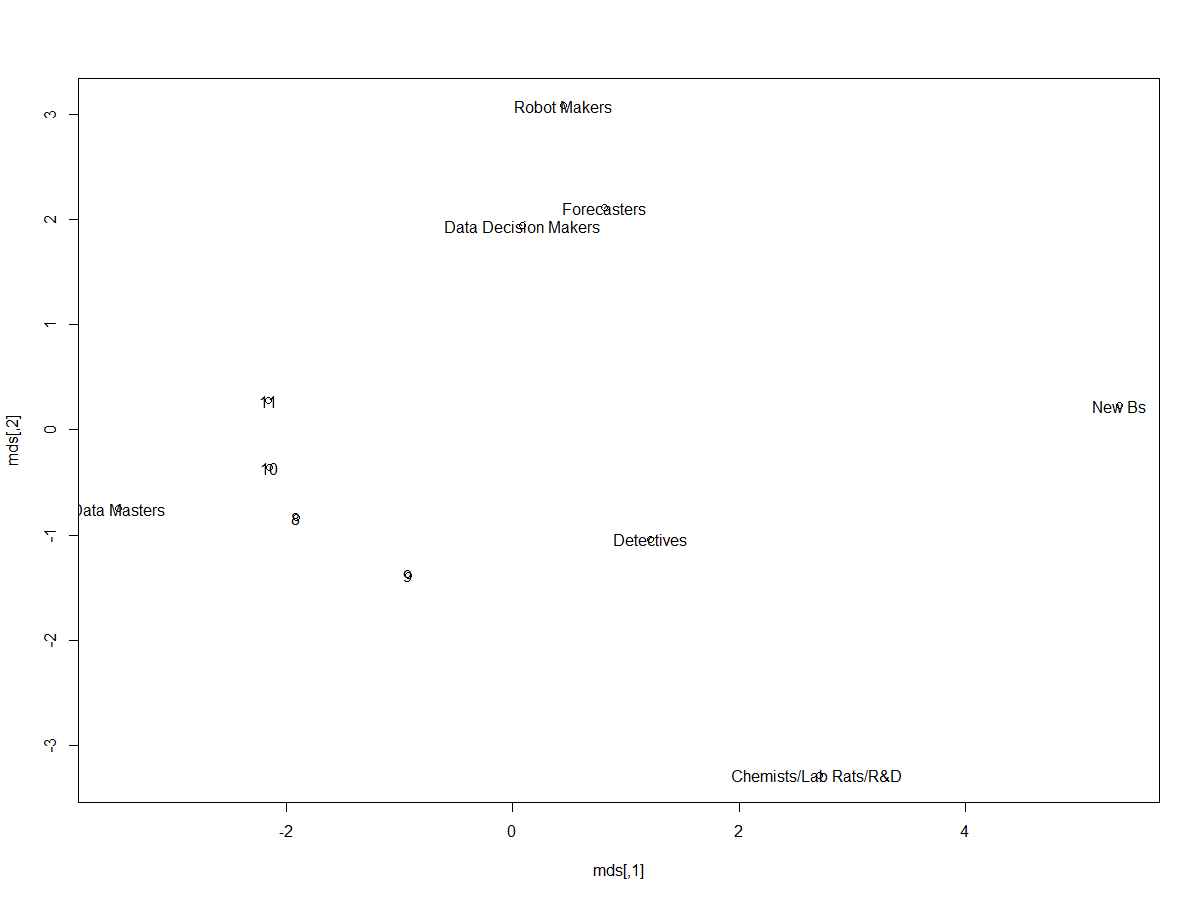 Robot Makers
3
Forecasters
2
Data Decision Makers
1
11
New Bs
0
10
Data Masters
8
-1
Detectives
9
-2
-3
Chemists/Lab Rats/R&D
-2
0
2
4
mds[,2]
mds[,1]